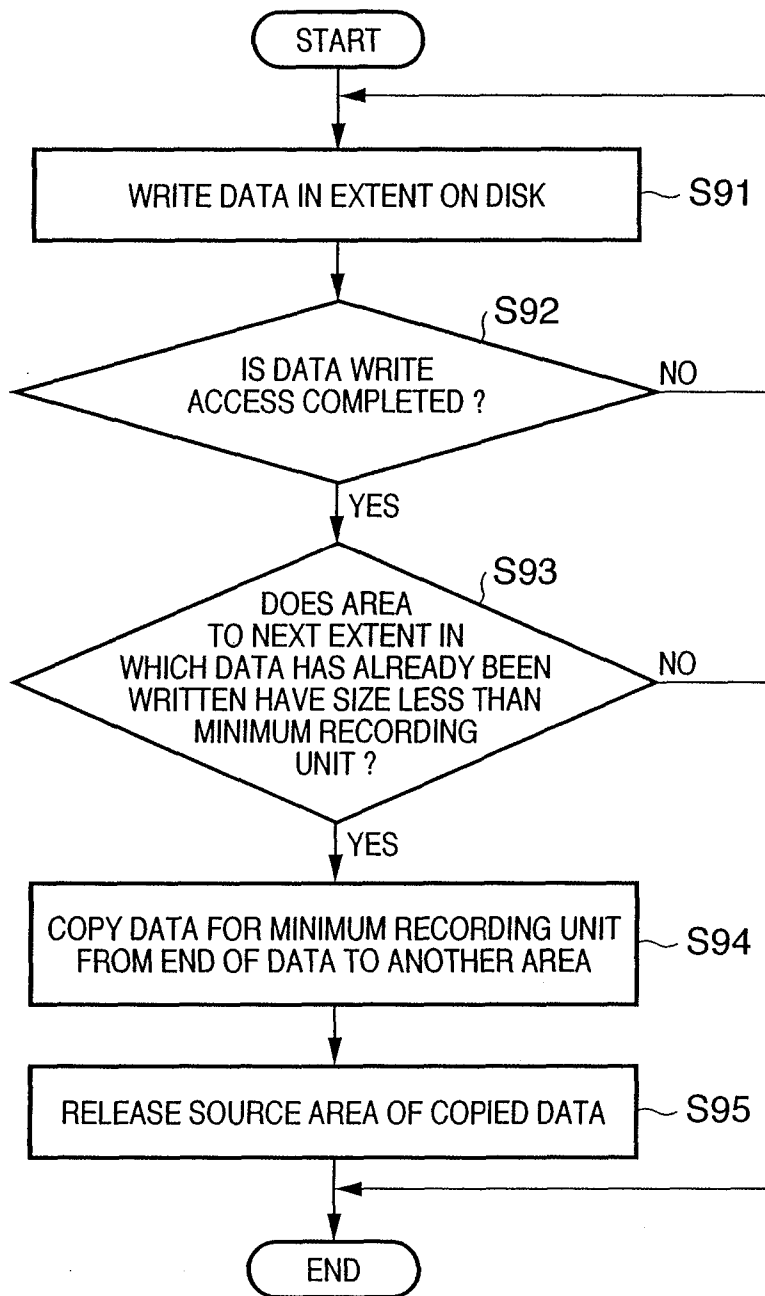 START
WRITE DATA IN EXTENT ON DISK
S91
S92
IS DATA WRITE
ACCESS COMPLETED ?
NO
YES
S93
DOES AREA
TO NEXT EXTENT IN
WHICH DATA HAS ALREADY BEEN
WRITTEN HAVE SIZE LESS THAN
MINIMUM RECORDING
UNIT ?
NO
YES
COPY DATA FOR MINIMUM RECORDING UNIT
FROM END OF DATA TO ANOTHER AREA
S94
RELEASE SOURCE AREA OF COPIED DATA
S95
END